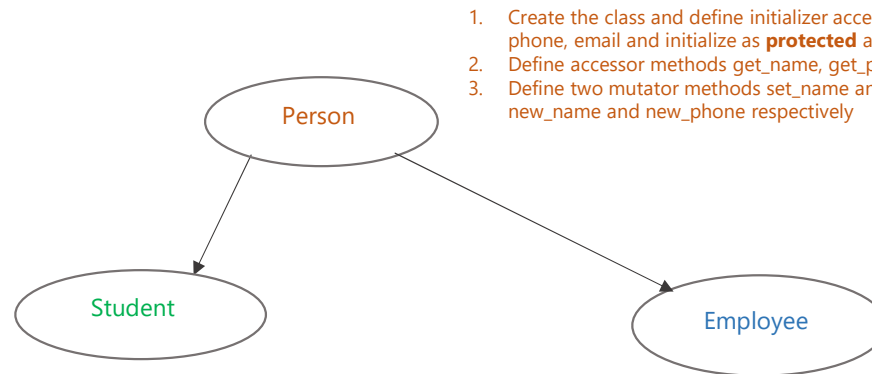 1. Create the class and define initializer acce
phone, email and initialize as protected a
2. Define accessor methods get_name, get_p
3. Define two mutator methods set_name an
new_name and new_phone respectively
Person
Student
Employee